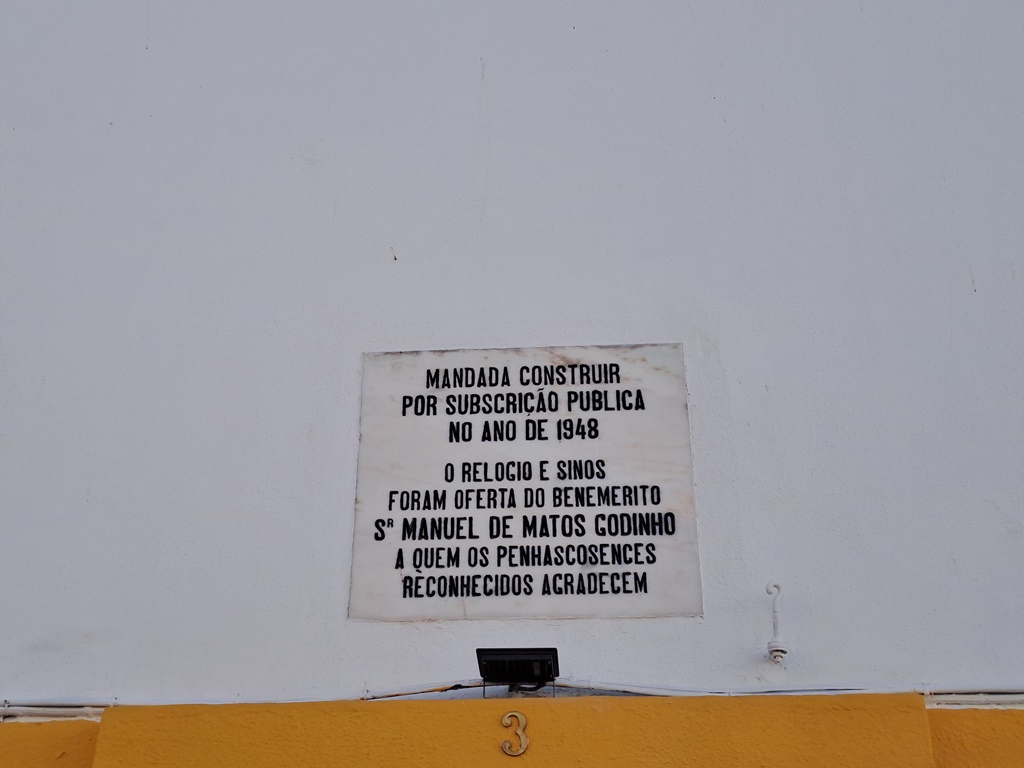 MANDADA CONSTRUIR
POR SUBSCRIÇÃO PUBLICA
NO ANO DE 1948
O RELOGIO E SINOS
FORAM OFERTA DO BENEMERITO
Sᴿ MANUEL DE MATOS GODINHO
A QUEM OS PENHASCOSENCES
RECONHECIDOS AGRADECEM
3